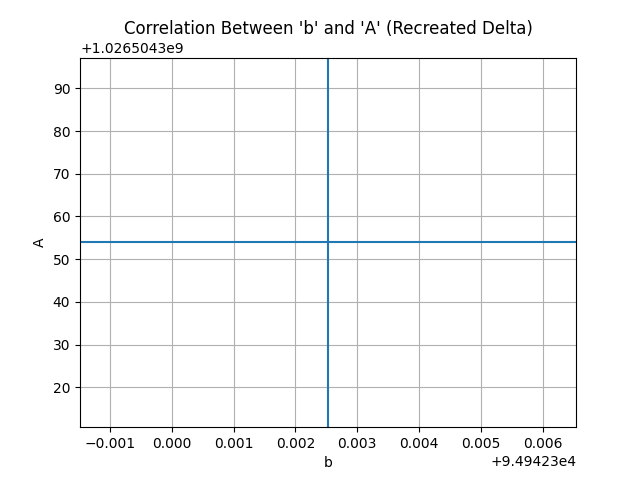 Correlation Between 'b' and 'A' (Recreated Delta)
+1.0265043e9
90
80
70
60
50
40
30
20
A
−0.001 0.000 0.001 0.002 0.003 0.004 0.005 0.006
b
+9.49423e4